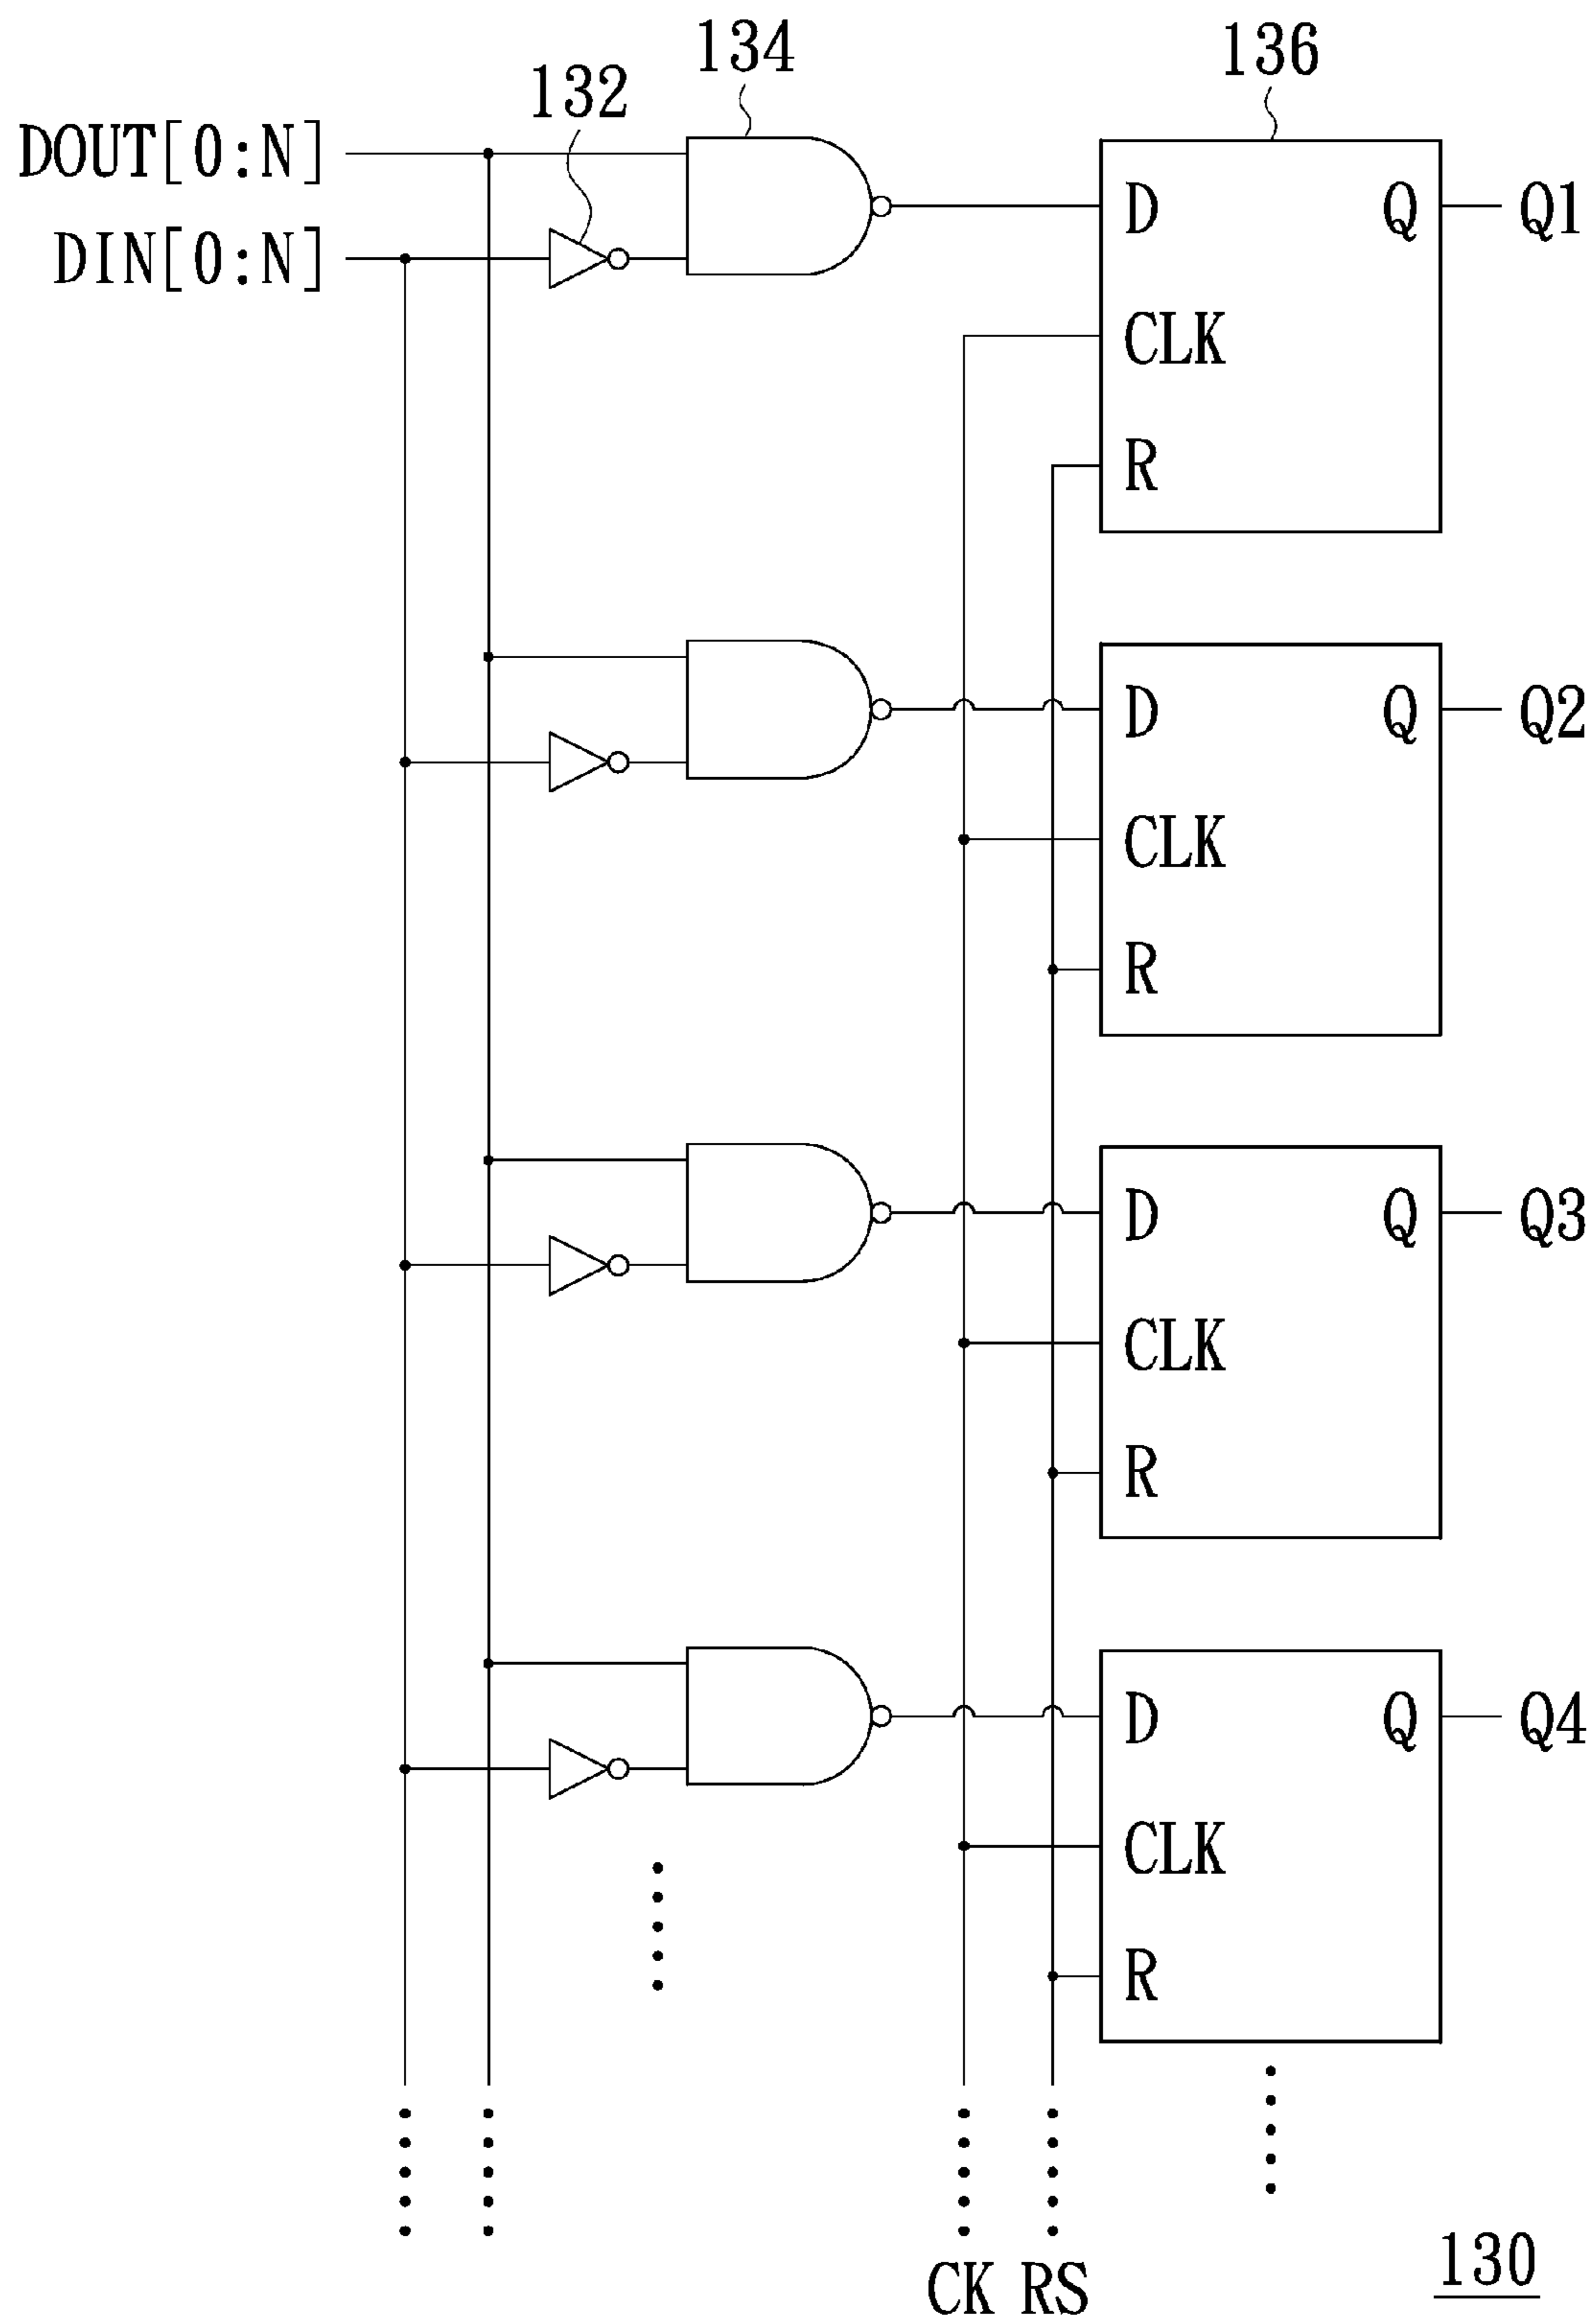 132
134
136
DOUT[0:N]
DIN[0:N]
D
Q
Q1
CLK
R
D
Q
Q2
CLK
R
D
Q
Q3
CLK
R
D
Q
Q4
CLK
R
CK RS
130